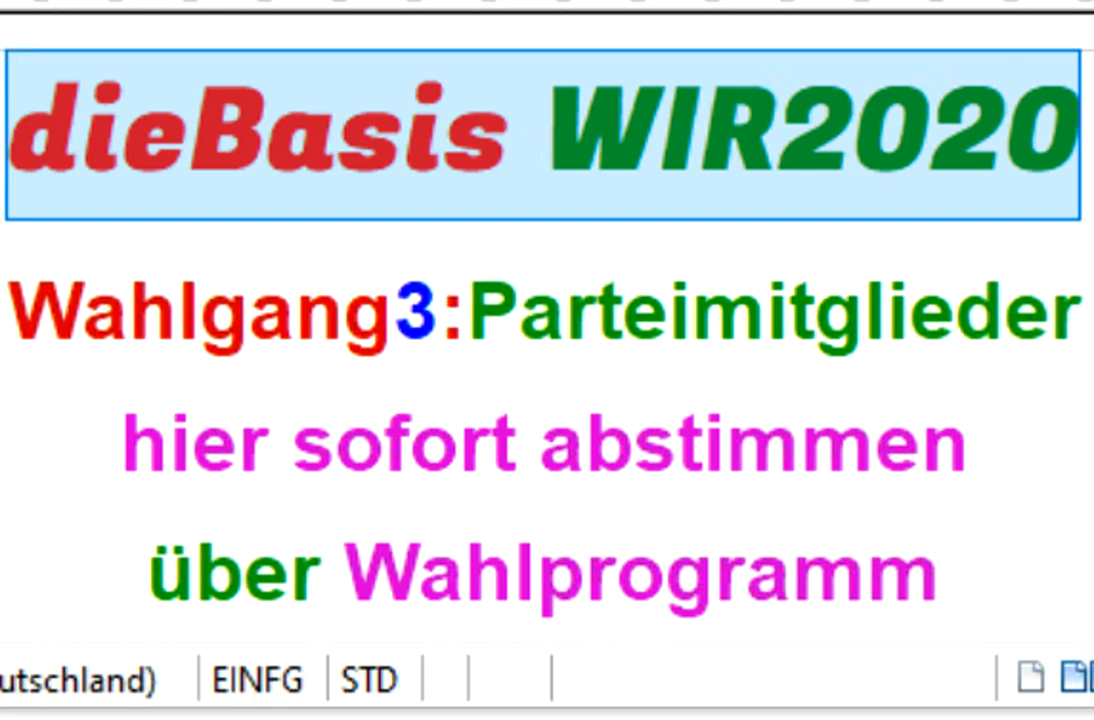 dieBasis WIR2020
Wahlgang3:Parteimitglieder
hier sofort abstimmen
über Wahlprogramm
utschland) EINFG STD